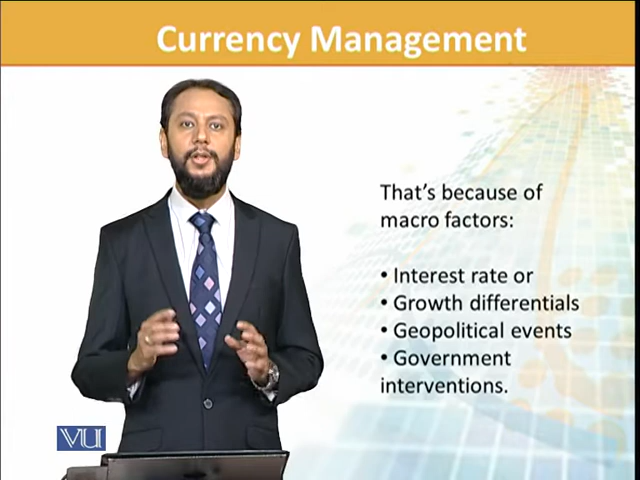 Currency Management
That's because of
macro factors:
• Interest rate or
• Growth differentials
• Geopolitical events
• Government
interventions.
VU